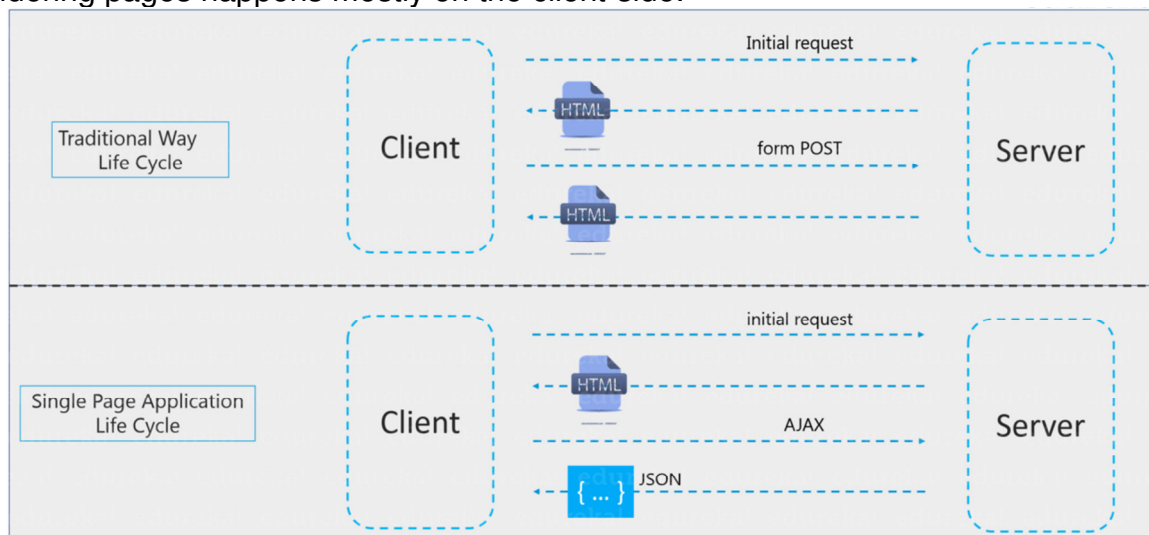 dering pages happens mostly on the client-side.
Initial request
HTML
Traditional Way
Life Cycle
Client
form POST
Server
HTML
initial request
HTML
Single Page Application
Life Cycle
Client
AJAX
Server
JSON
{ ... }